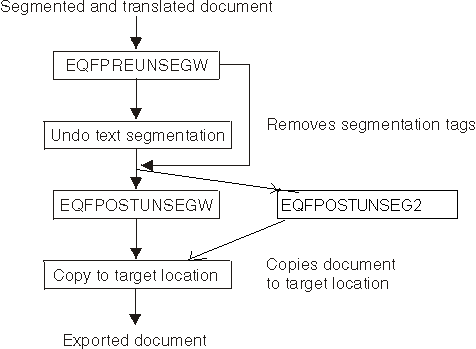 Segmented and translated document
EQFPREUNSEGW
Undo text segmentation
Removes segmentation tags
EQFPOSTUNSEGW
EQFPOSTUNSEG2
Copy to target location
Copies document
to target location
Exported document